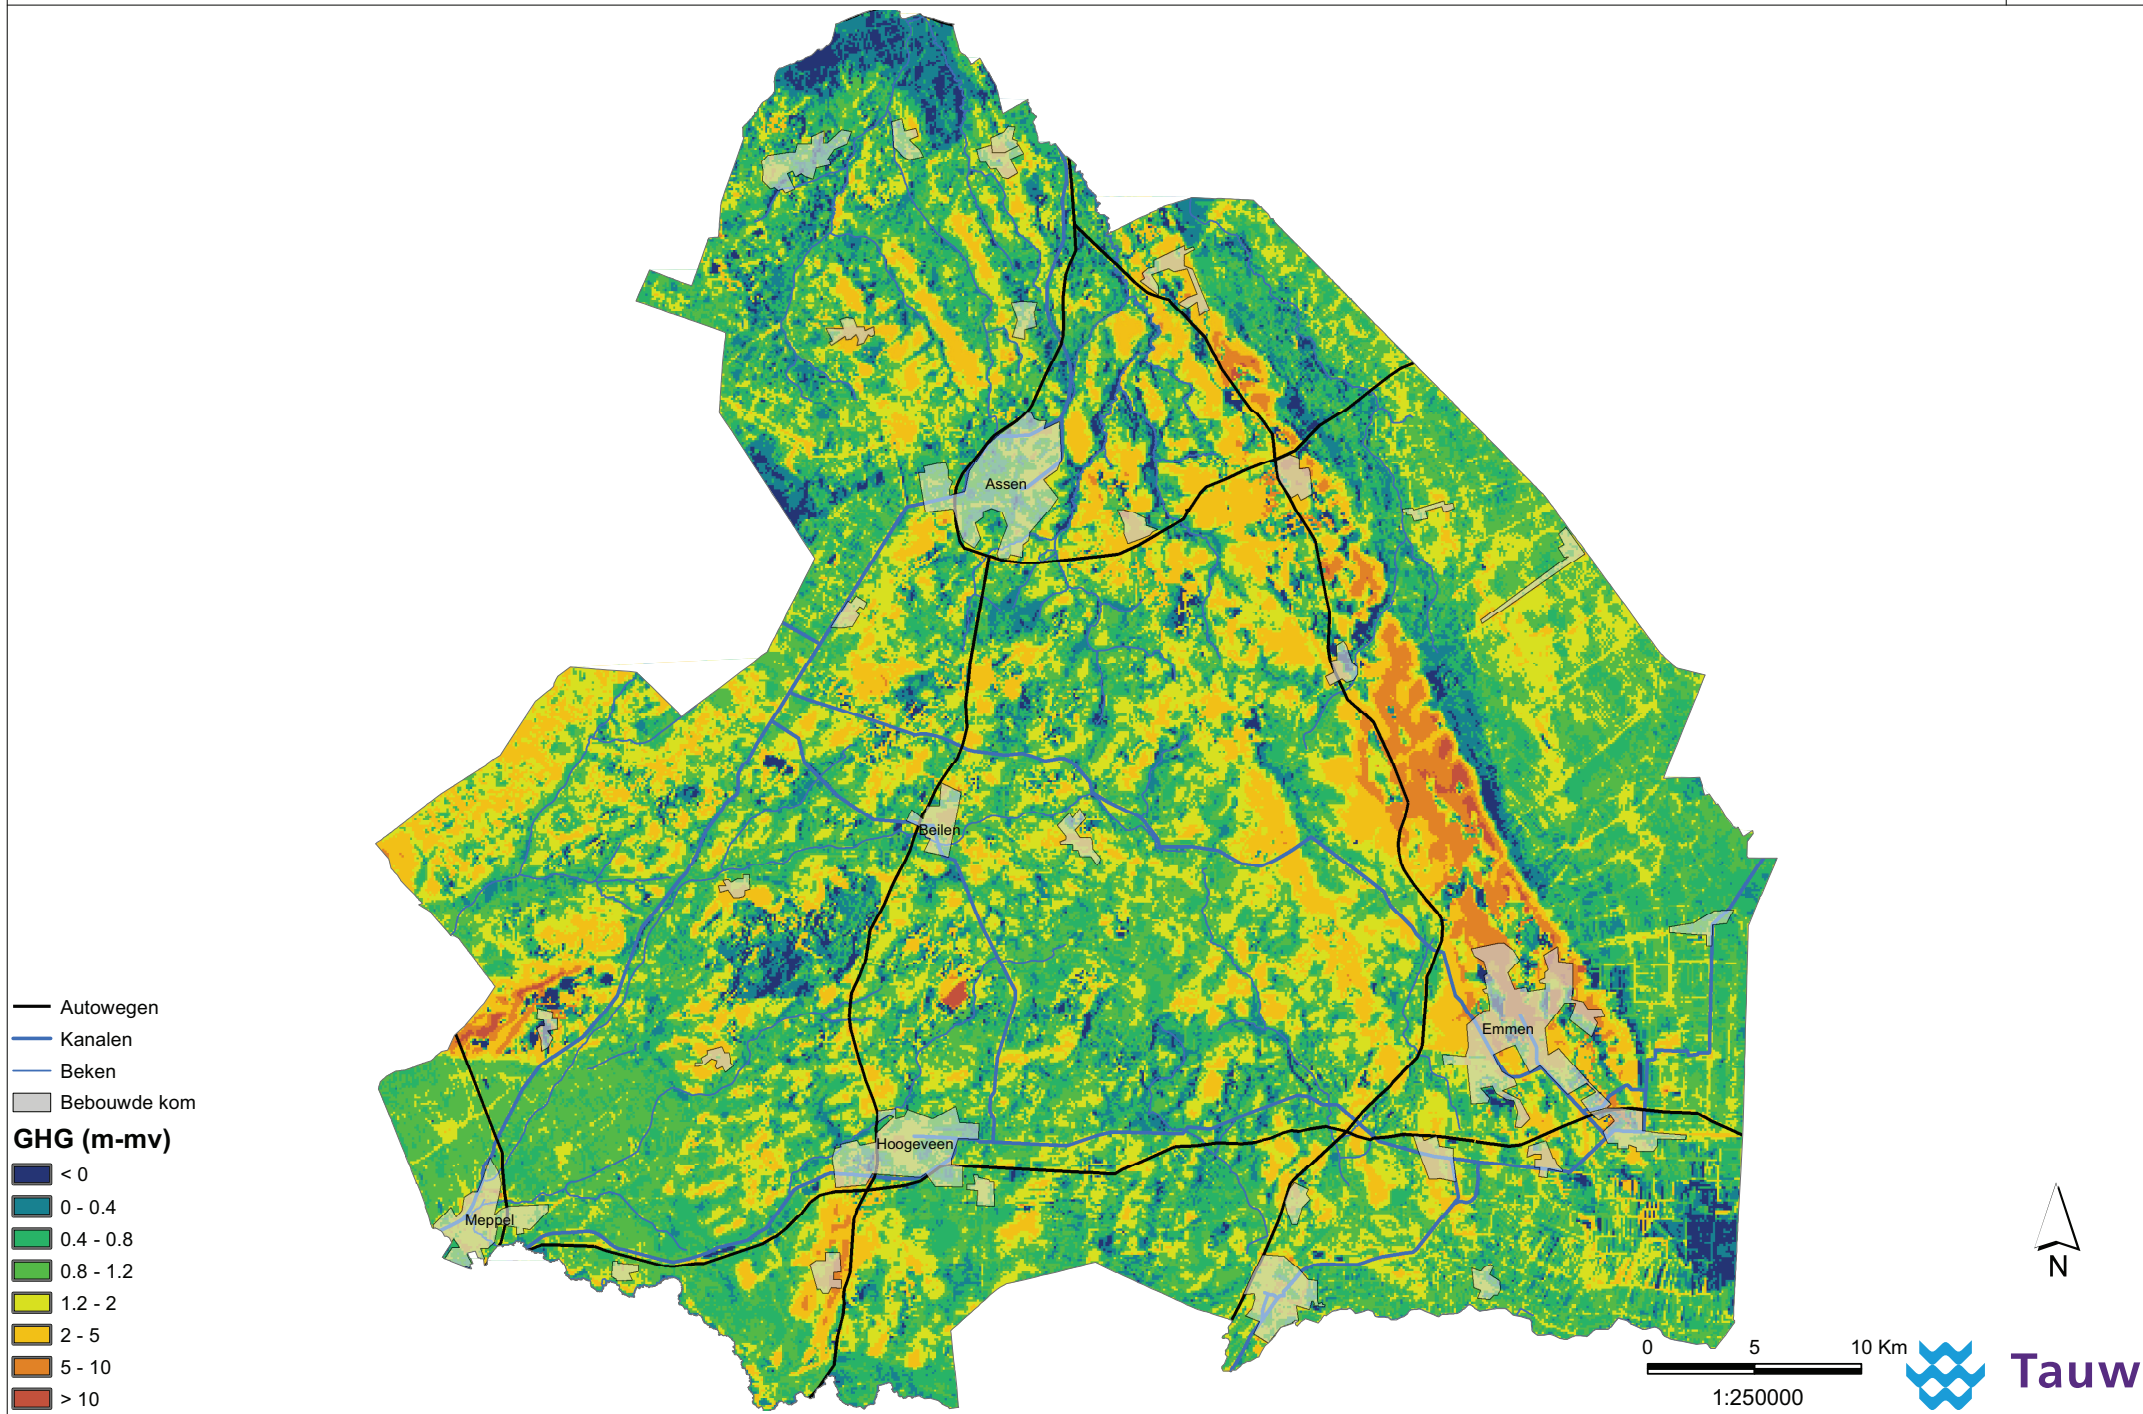 Assen
Beilen
Emmen
Hoogeveen
Meppel
Autowegen
Kanalen
Beken
Bebouwde kom
GHG (m-mv)
< 0
0 - 0.4
0.4 - 0.8
0.8 - 1.2
1.2 - 2
2 - 5
5 - 10
> 10
N
0 5 10 Km
1:250000
Tauw